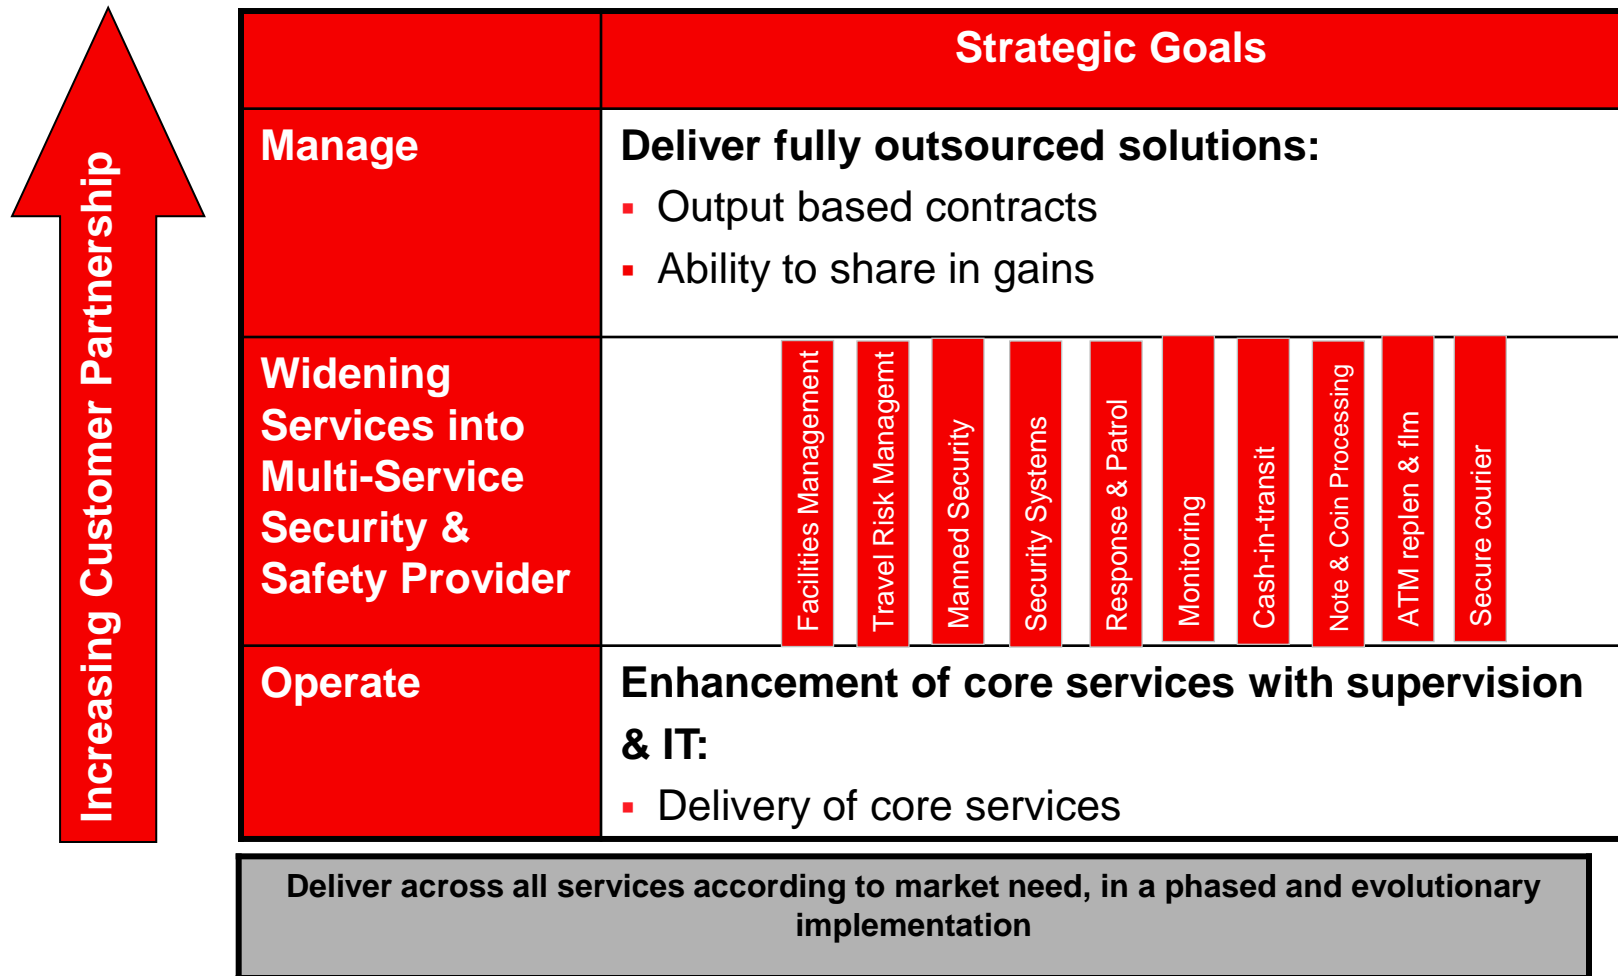 Increasing Customer Partnership
Strategic Goals
Manage
Deliver fully outsourced solutions:
▪ Output based contracts
▪ Ability to share in gains
Widening
Services into
Multi-Service
Security &
Safety Provider
Facilities Management
Travel Risk Managemt
Manned Security
Security Systems
Response & Patrol
Monitoring
Cash-in-transit
Note & Coin Processing
ATM replen & flm
Secure courier
Operate
Enhancement of core services with supervision
& IT:
▪ Delivery of core services
Deliver across all services according to market need, in a phased and evolutionary
implementation